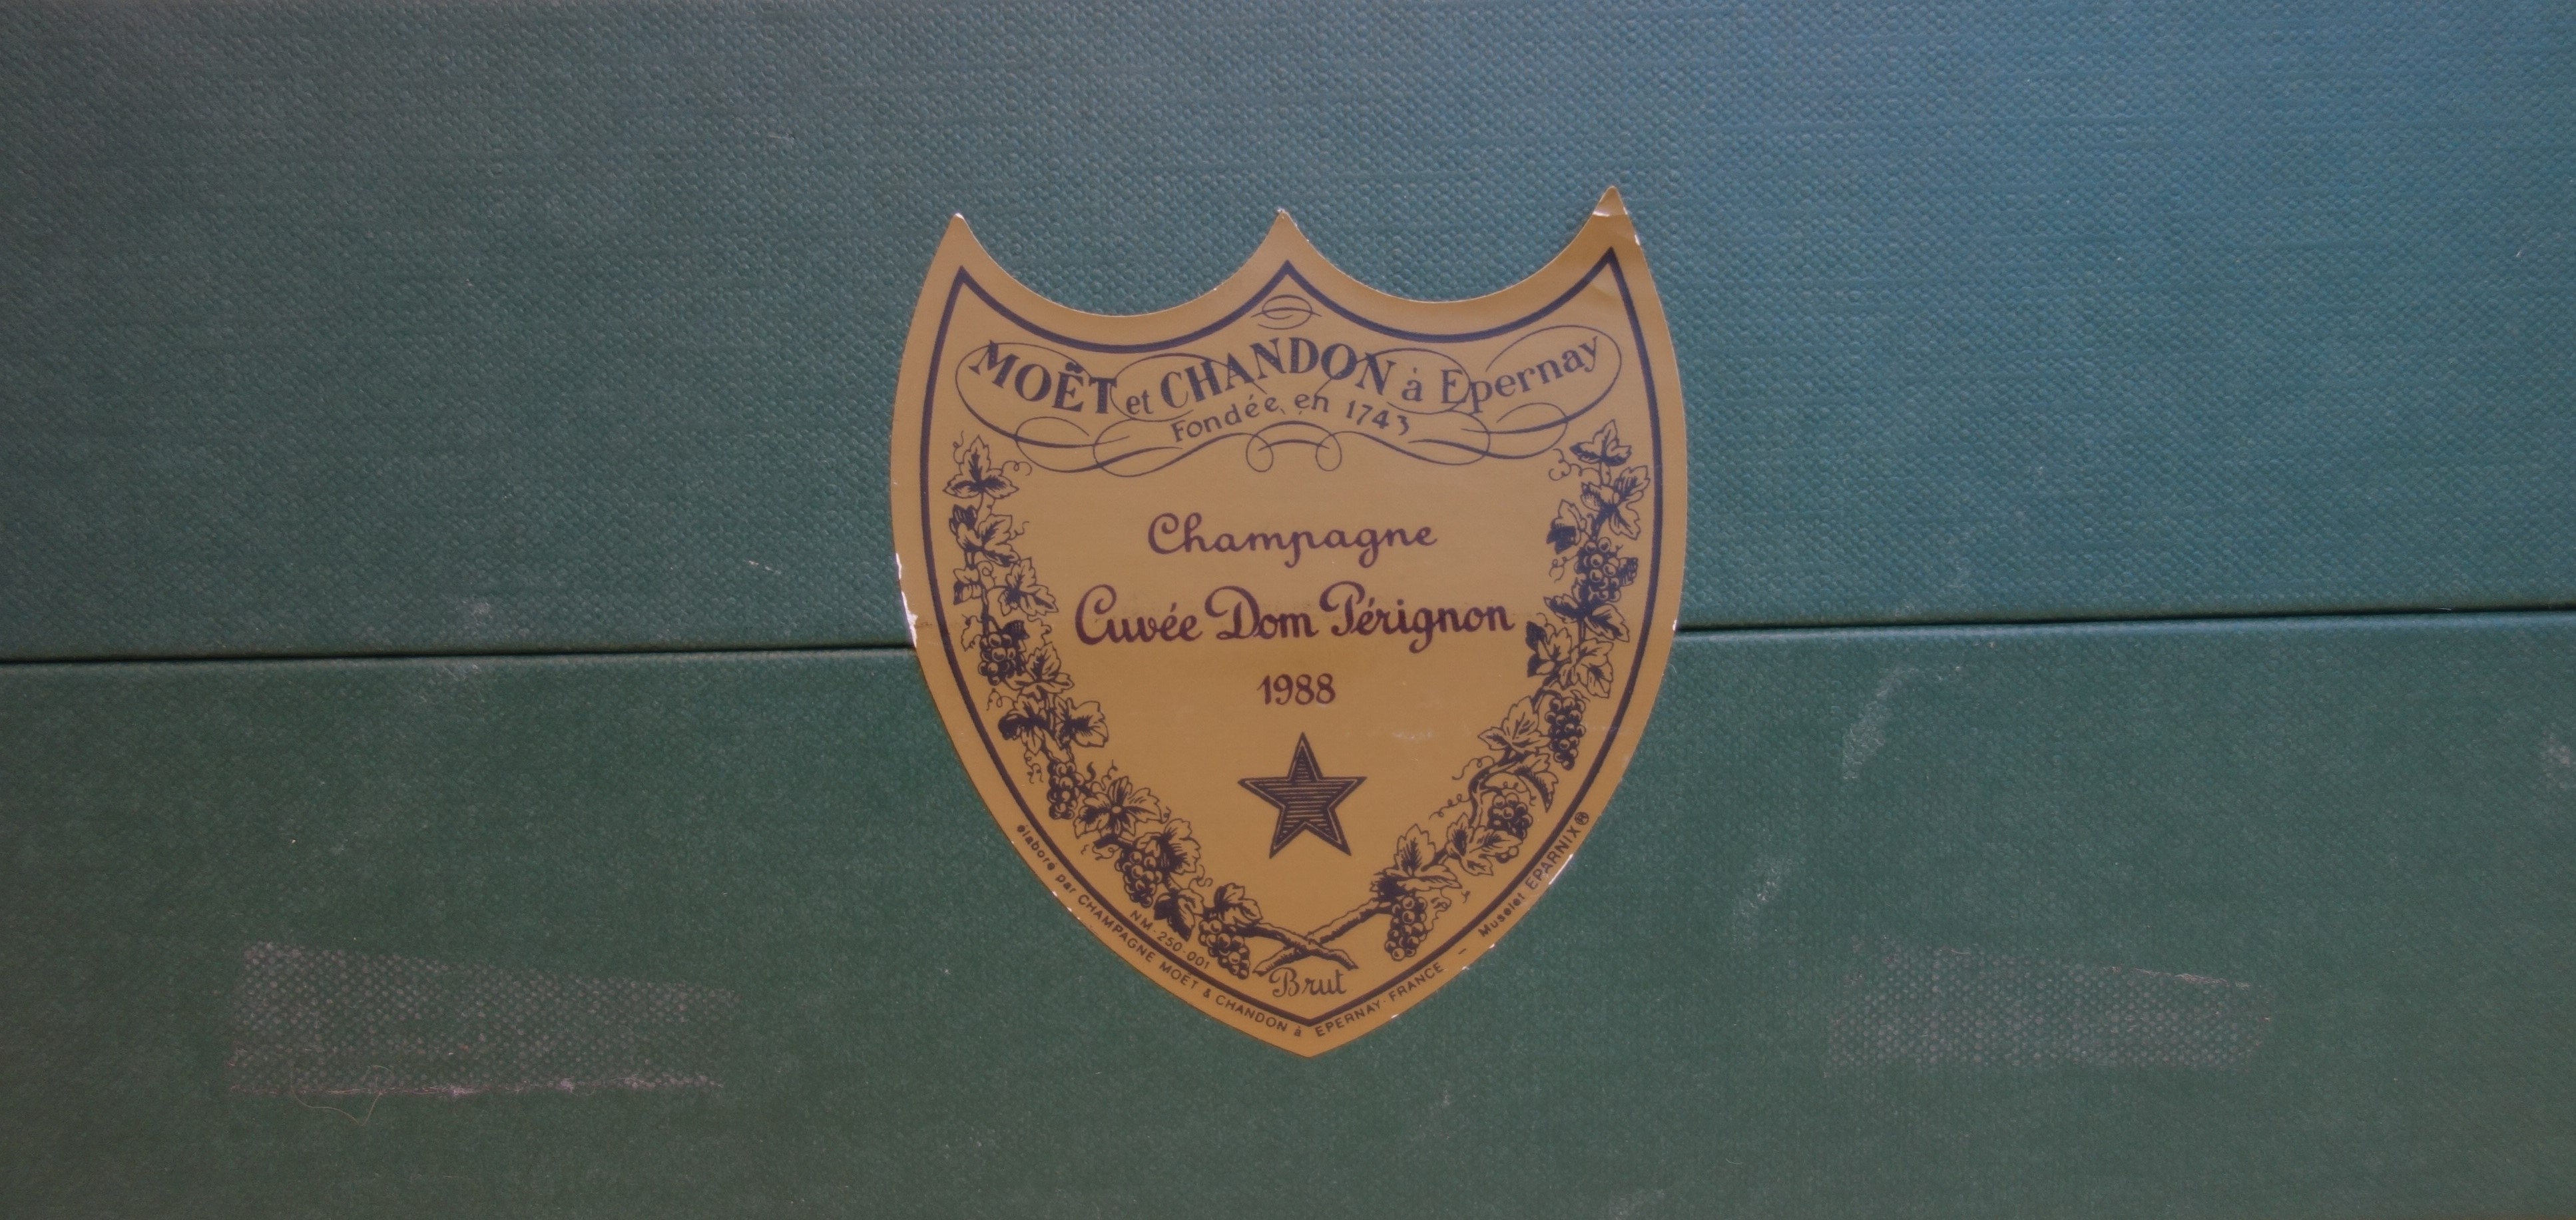 MOËT et CHANDON à Epernay
Fondée en 1743
Champagne
Cuvée Dom Pérignon
1988
Brut
NM-250-001
élaboré par CHAMPAGNE MOËT & CHANDON à EPERNAY-FRANCE – Muselet EPARNIX®